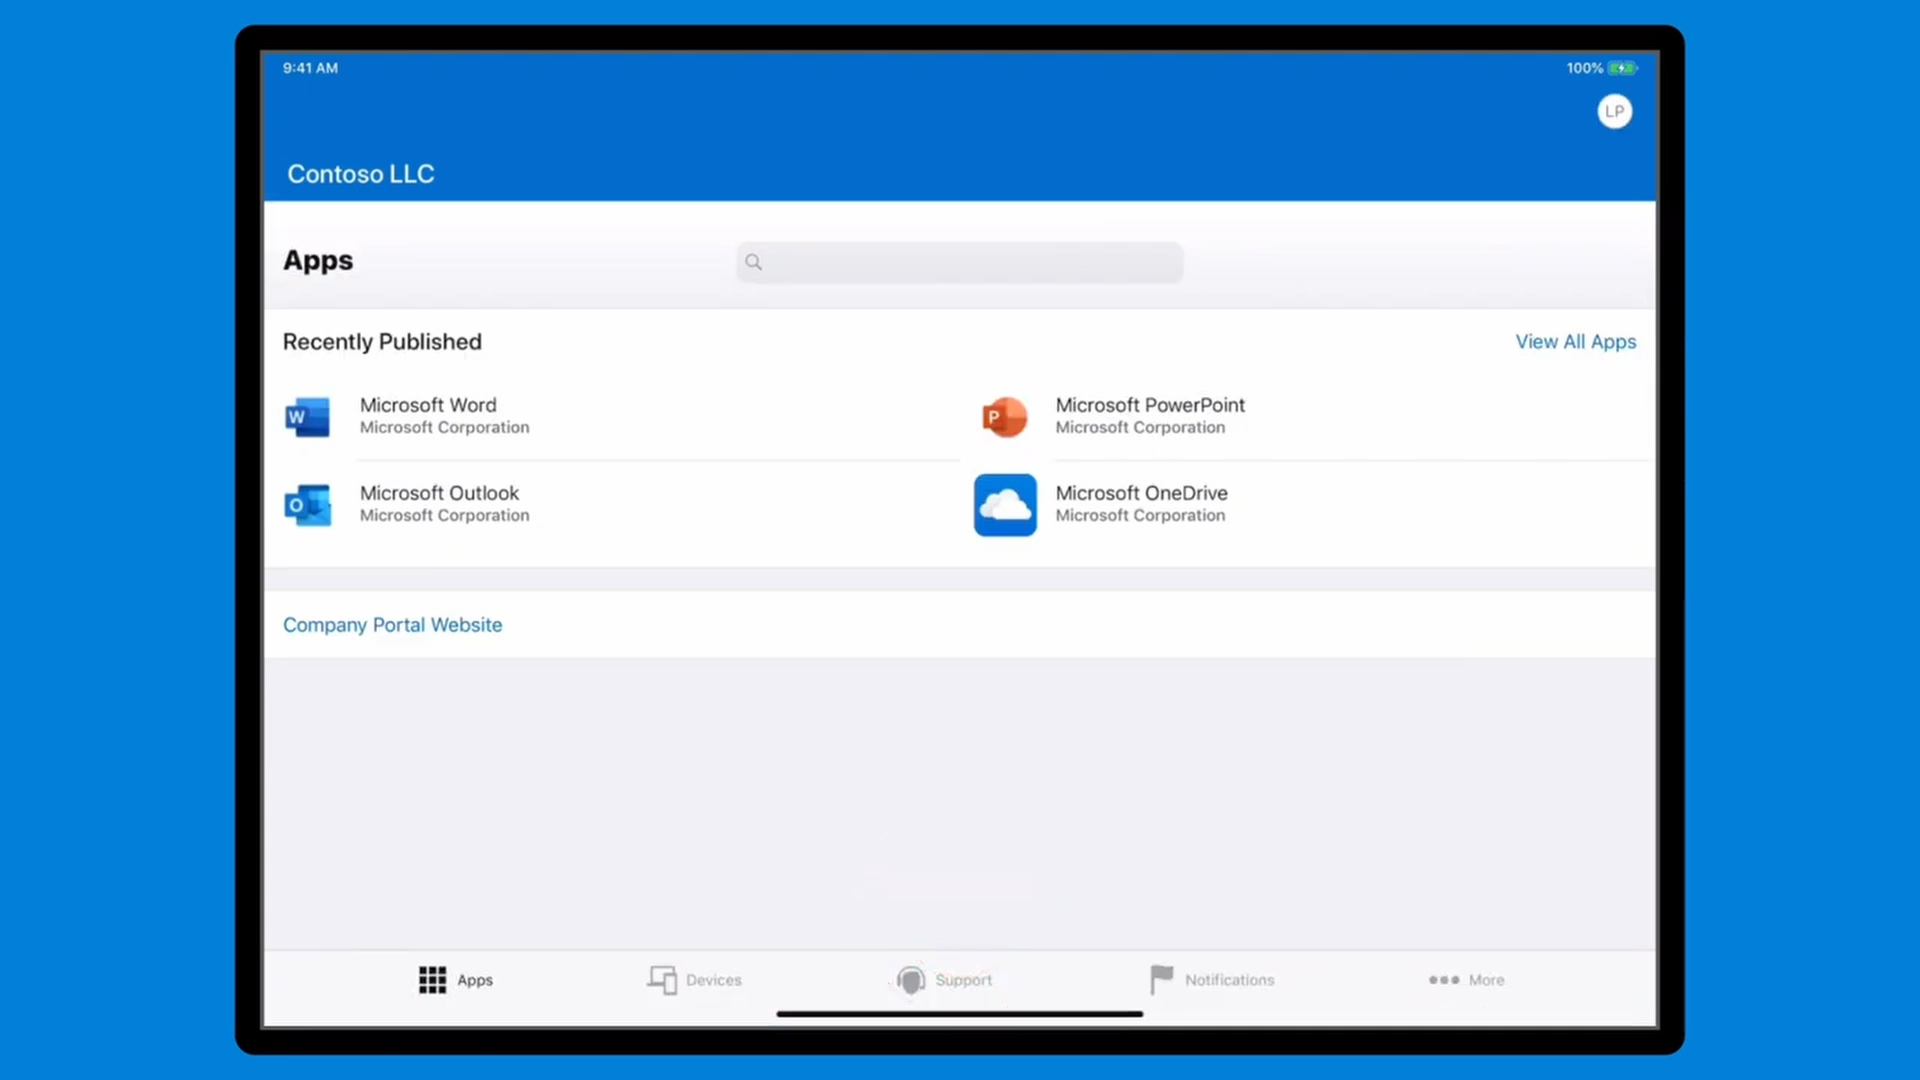 9:41 AM
100%
LP
Contoso LLC
Apps
Recently Published
View All Apps
W
Microsoft Word
Microsoft Corporation
P
Microsoft PowerPoint
Microsoft Corporation
O
Microsoft Outlook
Microsoft Corporation
Microsoft OneDrive
Microsoft Corporation
Company Portal Website
Apps
Devices
Support
Notifications
More